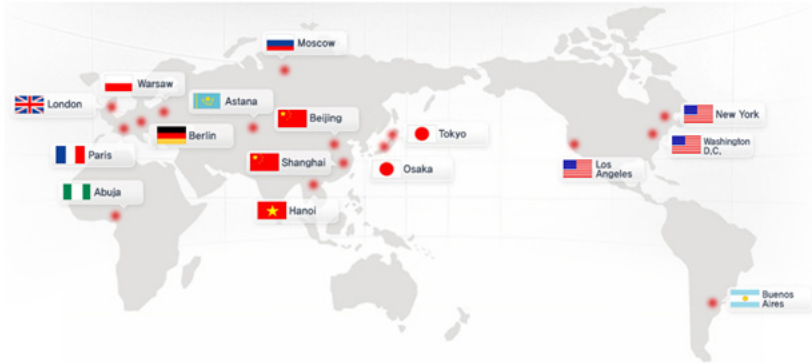 Moscow
Warsaw
London
Astana
Beijing
New York
Tokyo
Berlin
Washington
D.C.
Paris
Shanghai
Osaka
Los
Angeles
Abuja
Hanoi
Buenos
Aires